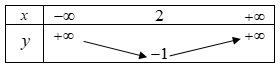 x −∞ 2 +∞
y +∞ +∞
−1